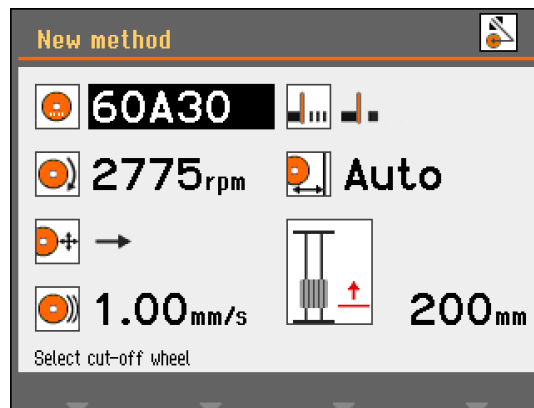 New method
60A30
2775rpm
Auto
1.00mm/s
200mm
Select cut-off wheel